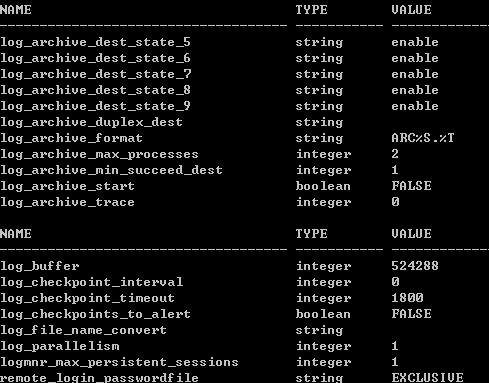 NAME TYPE VALUE
------------------------------------ ----------- ------------------------------
log_archive_dest_state_5 string enable
log_archive_dest_state_6 string enable
log_archive_dest_state_7 string enable
log_archive_dest_state_8 string enable
log_archive_dest_state_9 string enable
log_archive_duplex_dest string
log_archive_format string ARC%S.%T
log_archive_max_processes integer 2
log_archive_min_succeed_dest integer 1
log_archive_start boolean FALSE
log_archive_trace integer 0
NAME TYPE VALUE
------------------------------------ ----------- ------------------------------
log_buffer integer 524288
log_checkpoint_interval integer 0
log_checkpoint_timeout integer 1800
log_checkpoints_to_alert boolean FALSE
log_file_name_convert string
log_parallelism integer 1
logmnr_max_persistent_sessions integer 1
remote_login_passwordfile string EXCLUSIVE